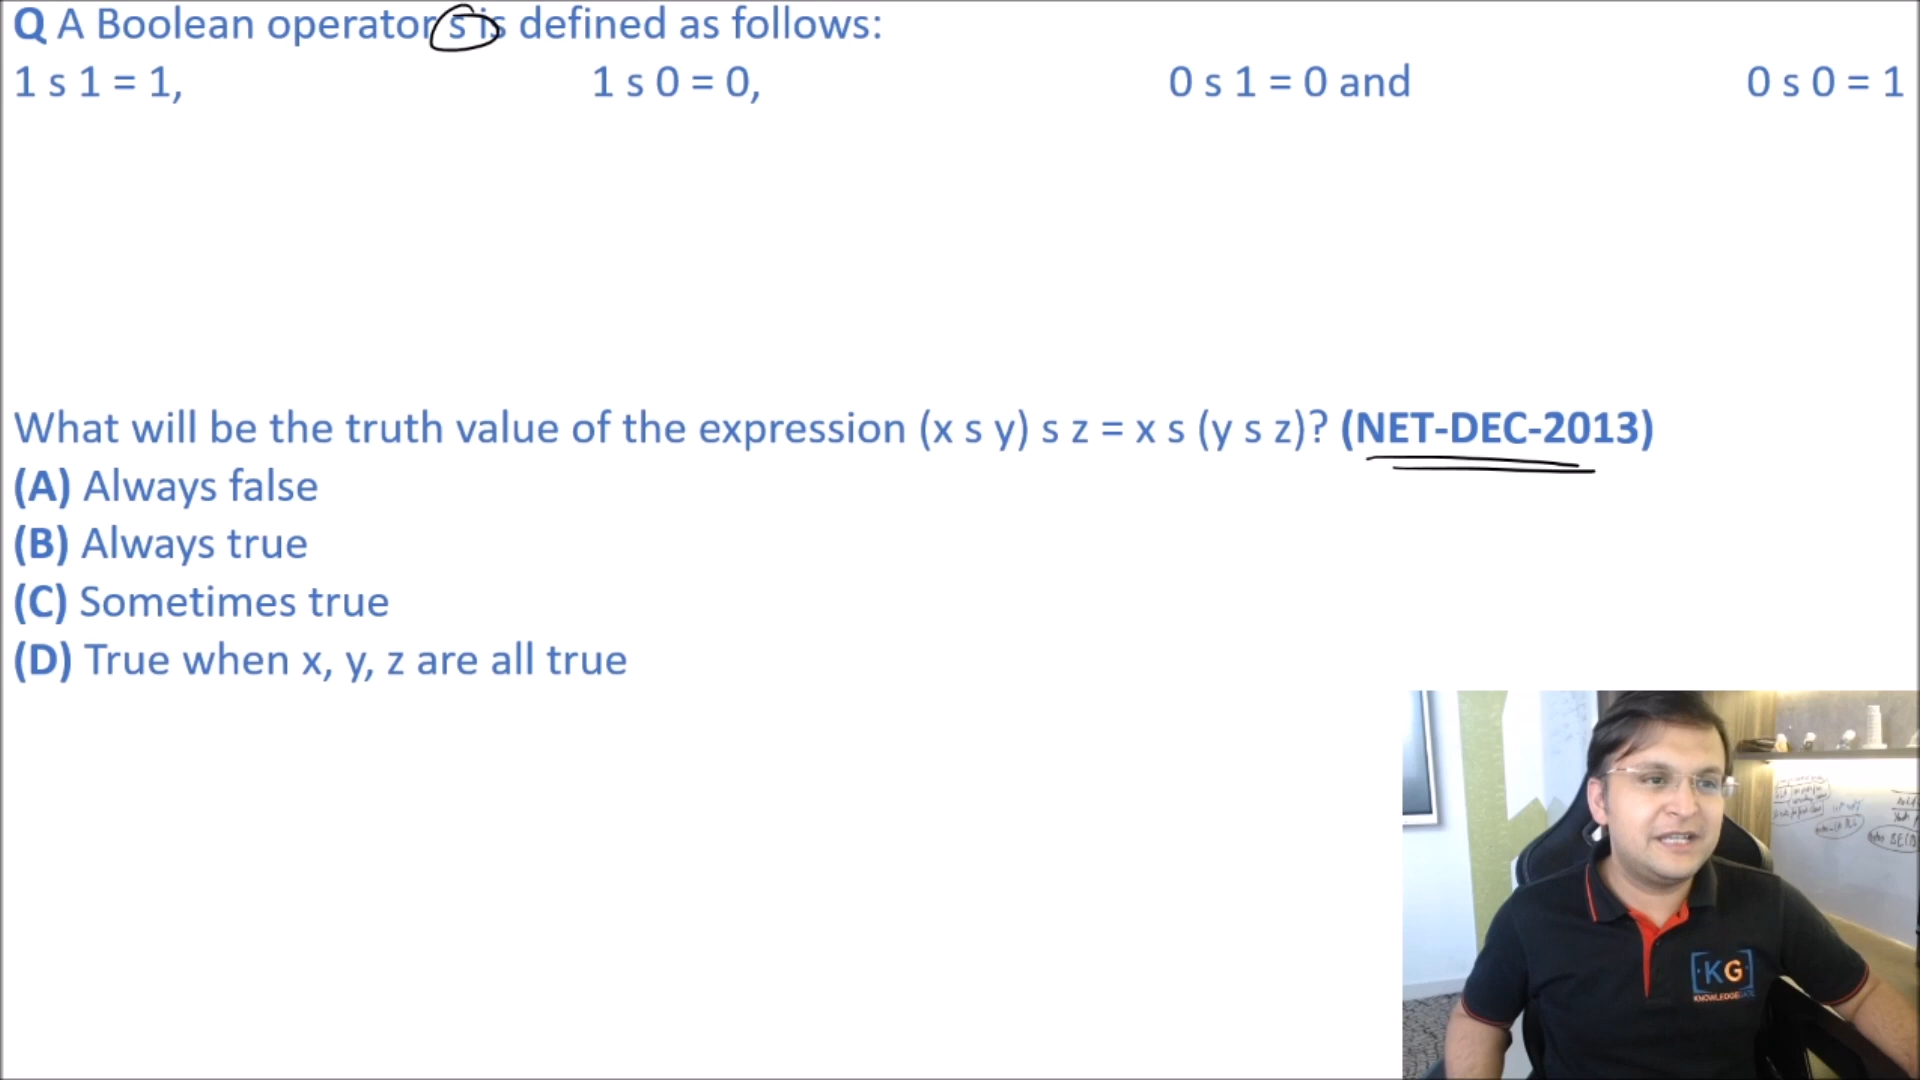 Q A Boolean operator s is defined as follows:
1 s 1 = 1, 1 s 0 = 0, 0 s 1 = 0 and 0 s 0 = 1
What will be the truth value of the expression (x s y) s z = x s (y s z)? (NET-DEC-2013)
(A) Always false
(B) Always true
(C) Sometimes true
(D) True when x, y, z are all true
KG
KNOWLEDGEGATE